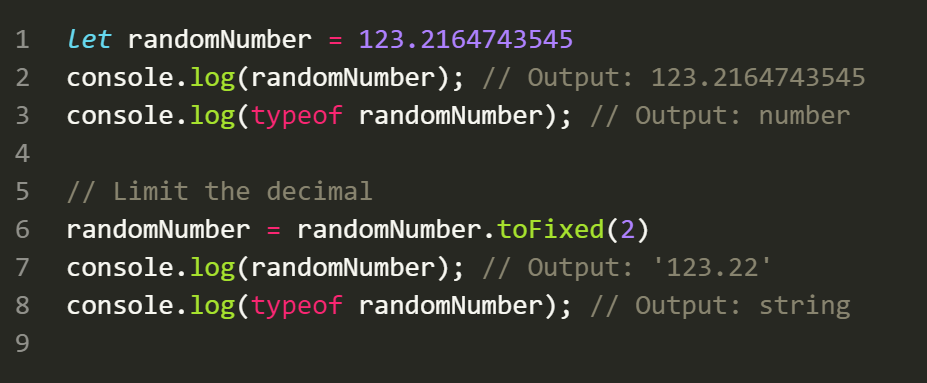 1 let randomNumber = 123.2164743545
2 console.log(randomNumber); // Output: 123.2164743545
3 console.log(typeof randomNumber); // Output: number
4
5 // Limit the decimal
6 randomNumber = randomNumber.toFixed(2)
7 console.log(randomNumber); // Output: '123.22'
8 console.log(typeof randomNumber); // Output: string
9